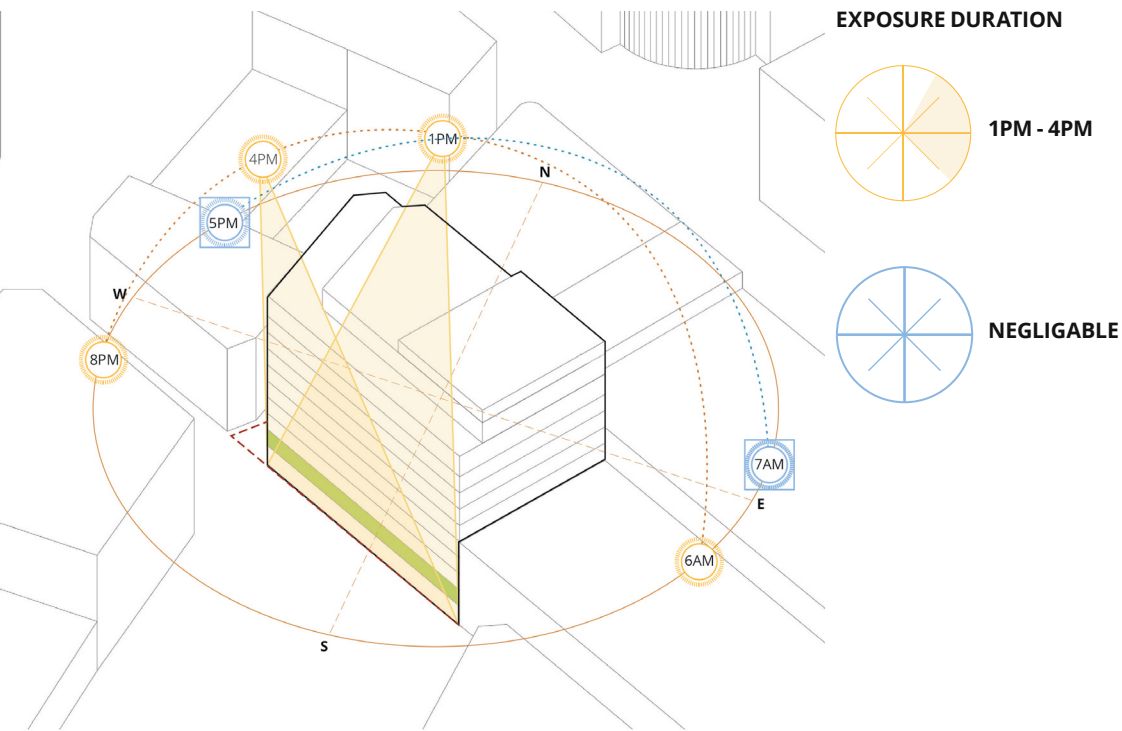 EXPOSURE DURATION
1PM - 4PM
NEGLIGABLE
1PM
4PM
N
5PM
W
8PM
7AM
E
6AM
S